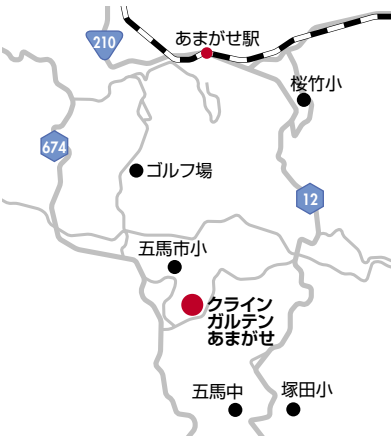 あまがせ駅
210
桜竹小
674
ゴルフ場
12
五馬市小
クライン
ガルテン
あまがせ
五馬中
塚田小